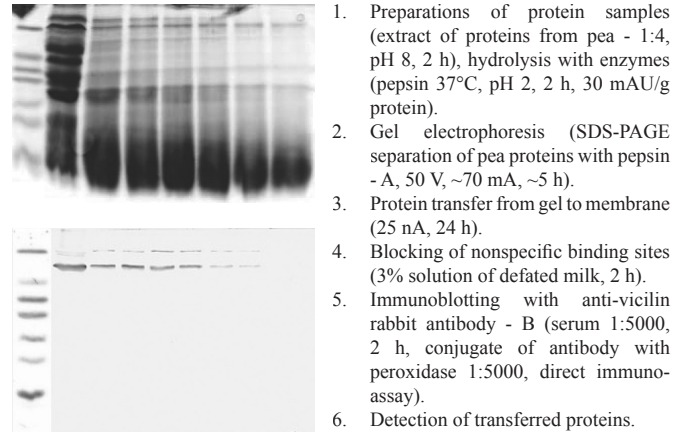 1. Preparations of protein samples
(extract of proteins from pea - 1:4,
pH 8, 2 h), hydrolysis with enzymes
(pepsin 37°C, pH 2, 2 h, 30 mAU/g
protein).
2. Gel electrophoresis (SDS-PAGE
separation of pea proteins with pepsin
- A, 50 V, ~70 mA, ~5 h).
3. Protein transfer from gel to membrane
(25 nA, 24 h).
4. Blocking of nonspecific binding sites
(3% solution of defated milk, 2 h).
5. Immunoblotting with anti-vicilin
rabbit antibody - B (serum 1:5000,
2 h, conjugate of antibody with
peroxidase 1:5000, direct immuno-
assay).
6. Detection of transferred proteins.